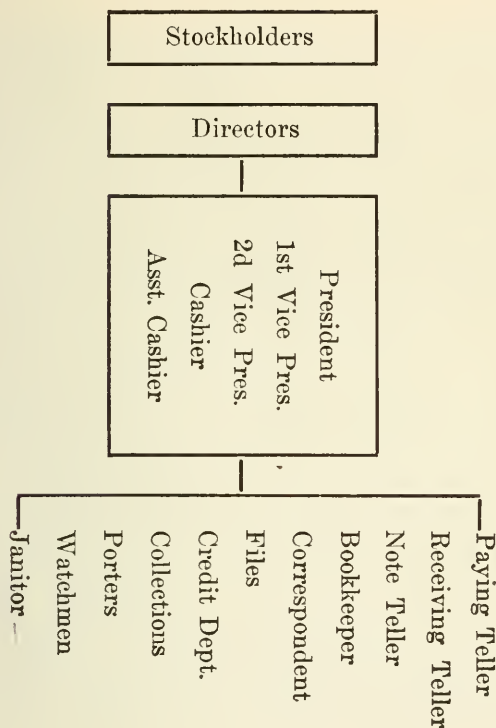 Stockholders
Directors
President
1st Vice Pres.
2d Vice Pres.
Cashier
Asst. Cashier
Paying Teller
Receiving Teller
Note Teller
Bookkeeper
Correspondent
Files
Credit Dept.
Collections
Porters
Watchmen
Janitor